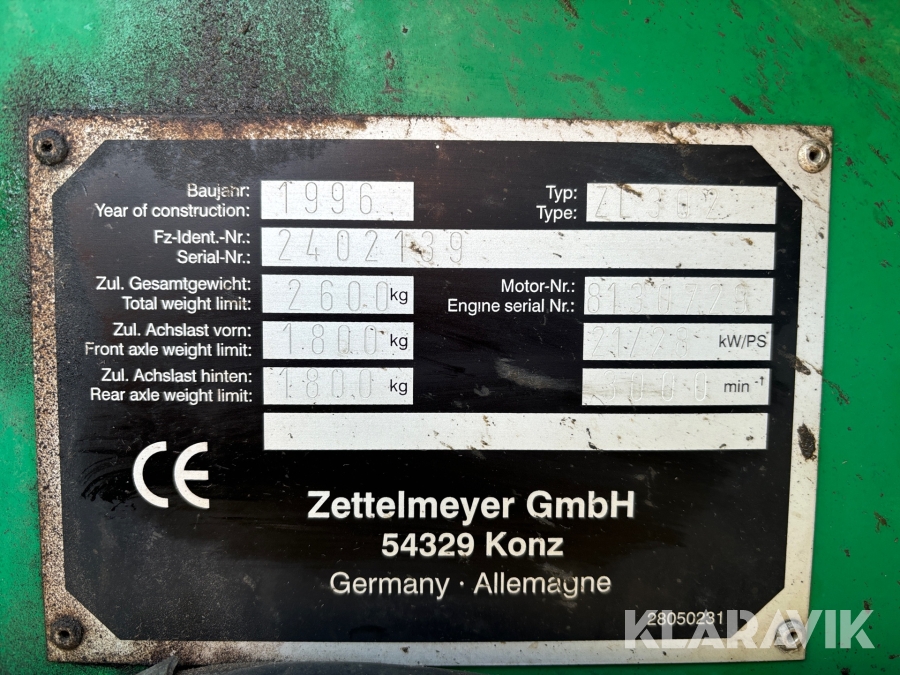 Baujahr: 1996 Typ: ZL302
Year of construction: Type:
Fz-Ident.-Nr.: 2402139
Serial-Nr.:
Zul. Gesamtgewicht: 2600 kg Motor-Nr.:
Total weight limit: Engine serial Nr.:
Zul. Achslast vorn: 1800 kg kW/PS
Front axle weight limit:
Zul. Achslast hinten: 1800 kg 3000 min⁻¹
Rear axle weight limit:
CE
Zettelmeyer GmbH
54329 Konz
Germany · Allemagne
28050231
KLARAVIK